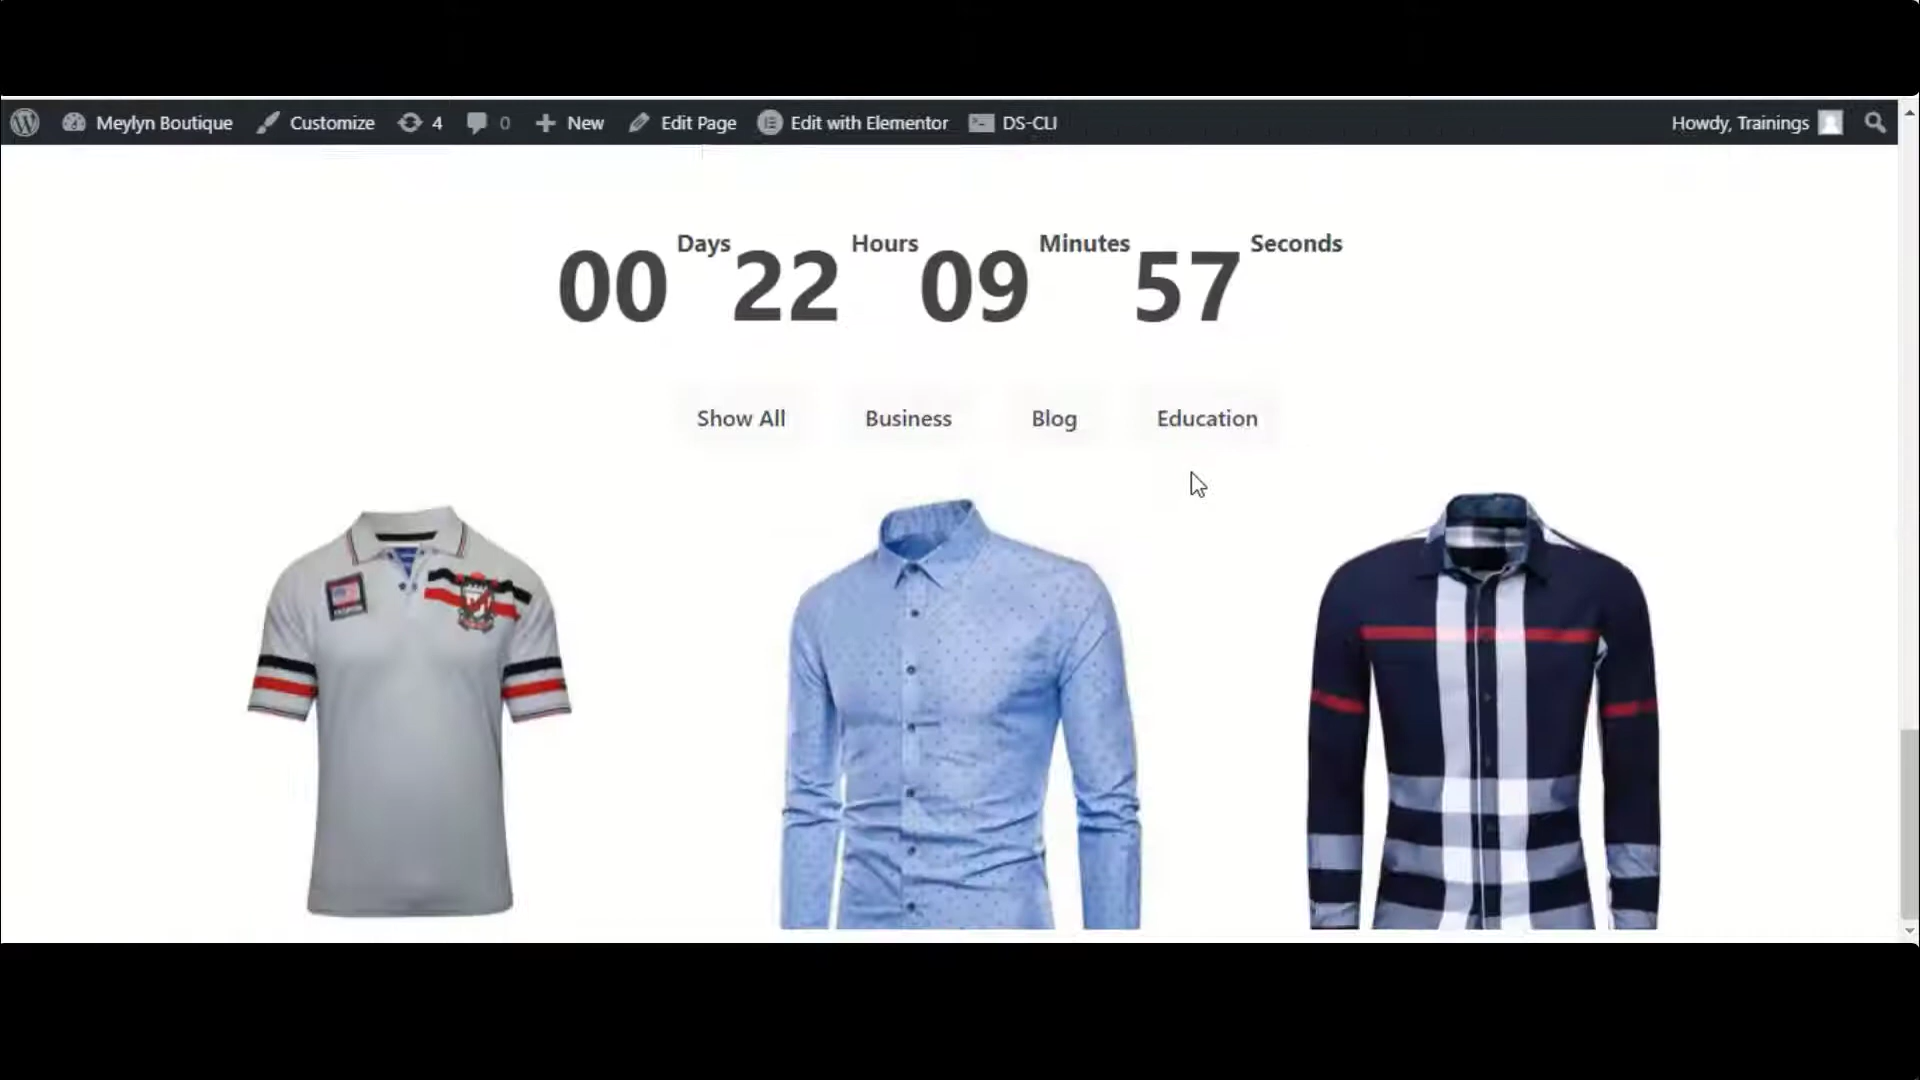 Meylyn Boutique Customize 4 0 New Edit Page Edit with Elementor DS-CLI Howdy, Trainings
00 Days 22 Hours 09 Minutes 57 Seconds
Show All Business Blog Education